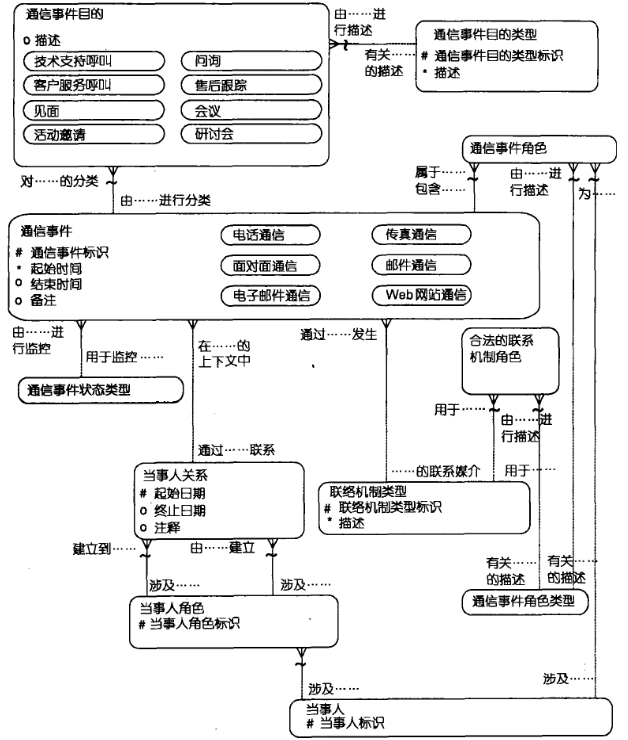 通信事件目的
o 描述
技术支持呼叫
问询
客户服务呼叫
售后跟踪
见面
会议
活动邀请
研讨会
由……进
行描述
有关……
的描述
通信事件目的类型
# 通信事件目的类型标识
* 描述
通信事件角色
对……的分类
由……进行分类
属于……
包含……
由……进
行描述
为……
通信事件
# 通信事件标识
* 起始时间
o 结束时间
o 备注
电话通信
传真通信
面对面通信
邮件通信
电子邮件通信
Web网站通信
由……进
行监控
用于监控……
通信事件状态类型
在……的
上下文中
通过……发生
合法的联系
机制角色
用于……
由……进
行描述
通过……联系
……的联系媒介
用于……
当事人关系
# 起始日期
o 终止日期
o 注释
联络机制类型
# 联络机制类型标识
* 描述
建立到……
由……建立
涉及……
涉及……
有关……
的描述
有关……
的描述
通信事件角色类型
当事人角色
# 当事人角色标识
涉及……
涉及……
当事人
# 当事人标识